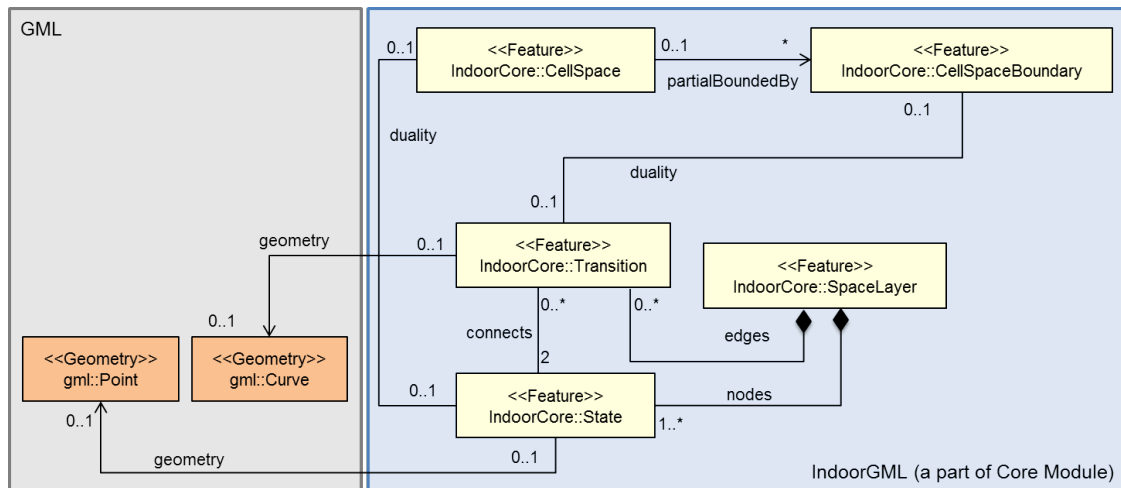 GML
0..1
<<Feature>>
IndoorCore::CellSpace
0..1
*
partialBoundedBy
<<Feature>>
IndoorCore::CellSpaceBoundary
0..1
duality
duality
0..1
geometry
0..1
<<Feature>>
IndoorCore::Transition
<<Feature>>
IndoorCore::SpaceLayer
0..*
0..*
connects
edges
0..1
2
<<Geometry>>
gml::Point
<<Geometry>>
gml::Curve
0..1
<<Feature>>
IndoorCore::State
nodes
1..*
0..1
geometry
0..1
IndoorGML (a part of Core Module)